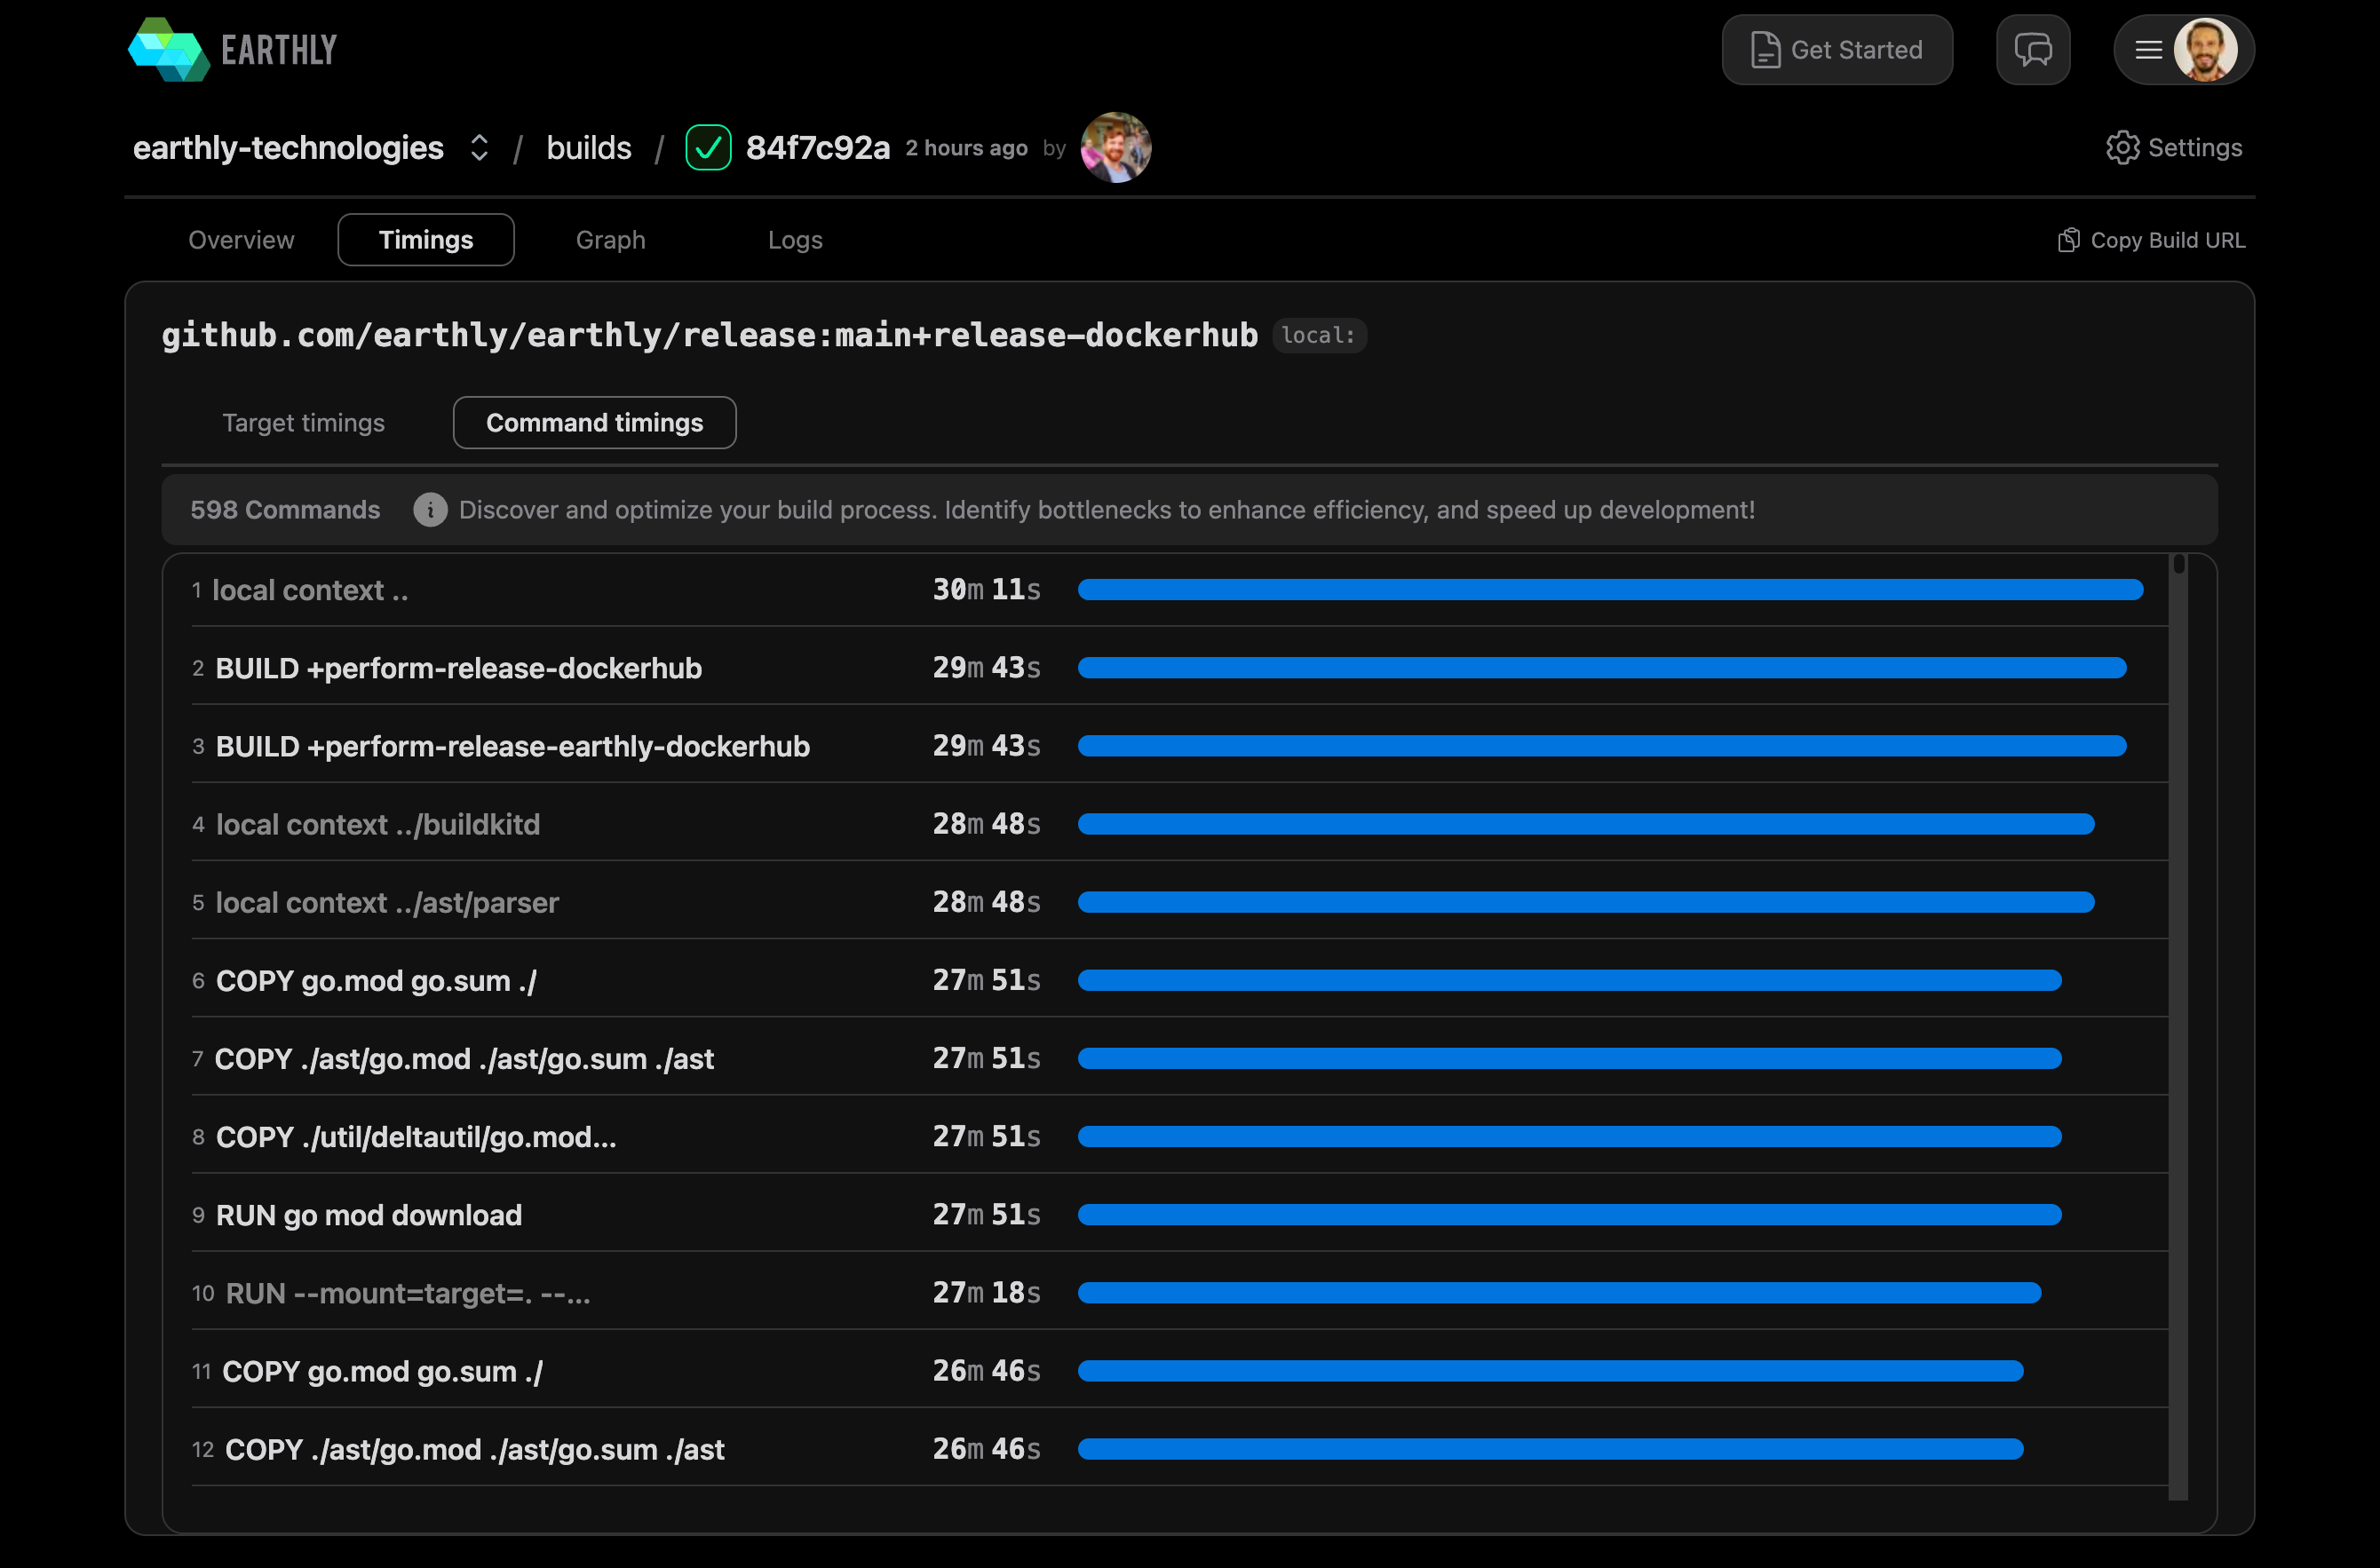 EARTHLY
Get Started
earthly-technologies / builds / 84f7c92a 2 hours ago by
Settings
Overview Timings Graph Logs
Copy Build URL
github.com/earthly/earthly/release:main+release-dockerhub local:
Target timings Command timings
598 Commands i Discover and optimize your build process. Identify bottlenecks to enhance efficiency, and speed up development!
1 local context .. 30m 11s
2 BUILD +perform-release-dockerhub 29m 43s
3 BUILD +perform-release-earthly-dockerhub 29m 43s
4 local context ../buildkitd 28m 48s
5 local context ../ast/parser 28m 48s
6 COPY go.mod go.sum ./ 27m 51s
7 COPY ./ast/go.mod ./ast/go.sum ./ast 27m 51s
8 COPY ./util/deltautil/go.mod... 27m 51s
9 RUN go mod download 27m 51s
10 RUN --mount=target=. --... 27m 18s
11 COPY go.mod go.sum ./ 26m 46s
12 COPY ./ast/go.mod ./ast/go.sum ./ast 26m 46s